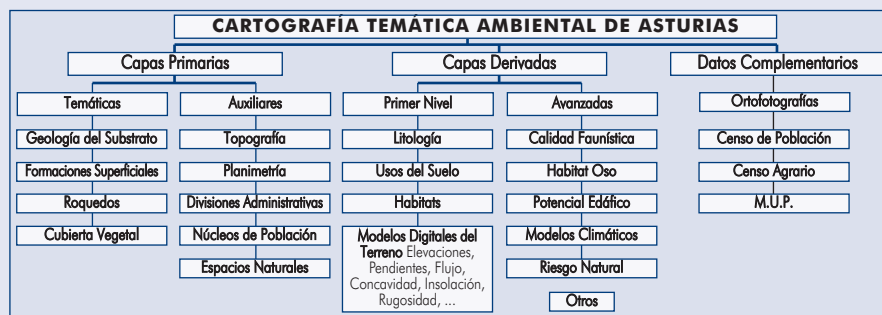 CARTOGRAFÍA TEMÁTICA AMBIENTAL DE ASTURIAS
Capas Primarias
Capas Derivadas
Datos Complementarios
Temáticas
Auxiliares
Primer Nivel
Avanzadas
Ortofotografías
Geología del Substrato
Topografía
Litología
Calidad Faunística
Censo de Población
Formaciones Superficiales
Planimetría
Usos del Suelo
Habitat Oso
Censo Agrario
Roquedos
Divisiones Administrativas
Habitats
Potencial Edáfico
M.U.P.
Cubierta Vegetal
Núcleos de Población
Modelos Digitales del
Terreno Elevaciones,
Pendientes, Flujo,
Concavidad, Insolación,
Rugosidad, ...
Modelos Climáticos
Espacios Naturales
Riesgo Natural
Otros